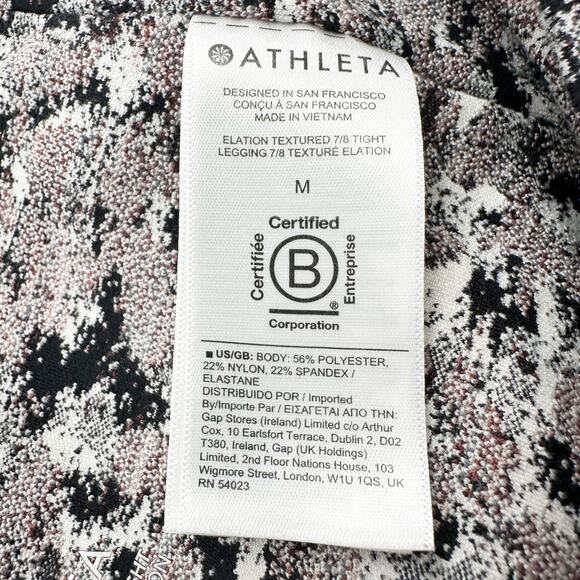 ATHLETA
DESIGNED IN SAN FRANCISCO
CONÇU À SAN FRANCISCO
MADE IN VIETNAM
ELATION TEXTURED 7/8 TIGHT
LEGGING 7/8 TEXTURÉ ELATION
M
Certified
Certifiée
B
Entreprise
®
Corporation
■ US/GB: BODY: 56% POLYESTER,
22% NYLON, 22% SPANDEX /
ELASTANE
DISTRIBUIDO POR / Imported
By/Importe Par / ΕΙΣΑΓΕΤΑΙ ΑΠΟ ΤΗΝ:
Gap Stores (Ireland) Limited c/o Arthur
Cox, 10 Earlsfort Terrace, Dublin 2, D02
T380, Ireland, Gap (UK Holdings)
Limited, 2nd Floor Nations House, 103
Wigmore Street, London, W1U 1QS, UK
RN 54023